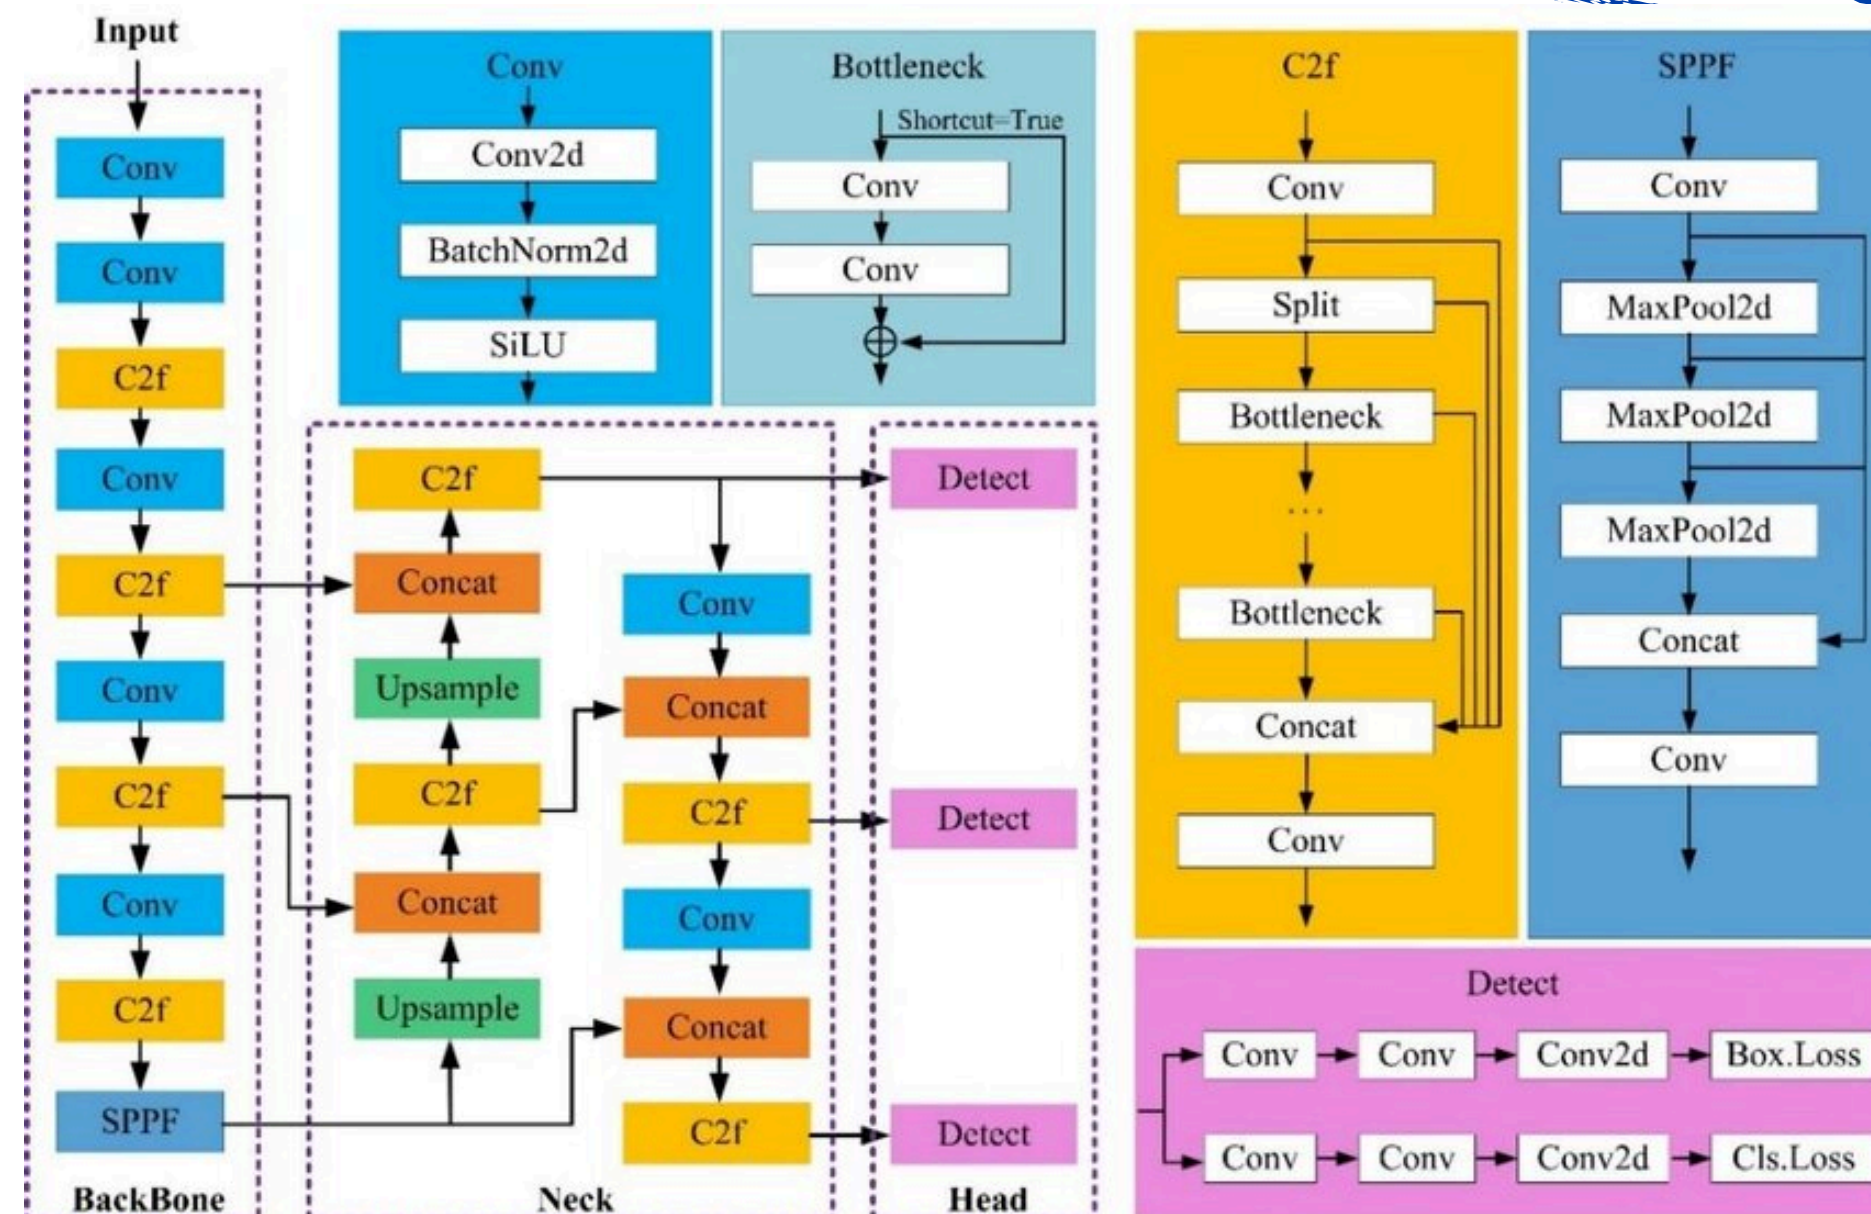 Input
Conv
Conv
C2f
Conv
C2f
Conv
C2f
Conv
C2f
SPPF
BackBone
Conv
Conv2d
BatchNorm2d
SiLU
Bottleneck
Shortcut=True
Conv
Conv
C2f
Concat
Upsample
C2f
Concat
Upsample
Conv
Concat
C2f
Conv
Concat
C2f
Neck
Detect
Detect
Detect
Head
C2f
Conv
Split
Bottleneck
...
Bottleneck
Concat
Conv
SPPF
Conv
MaxPool2d
MaxPool2d
MaxPool2d
Concat
Conv
Detect
Conv Conv Conv2d Box.Loss
Conv Conv Conv2d Cls.Loss